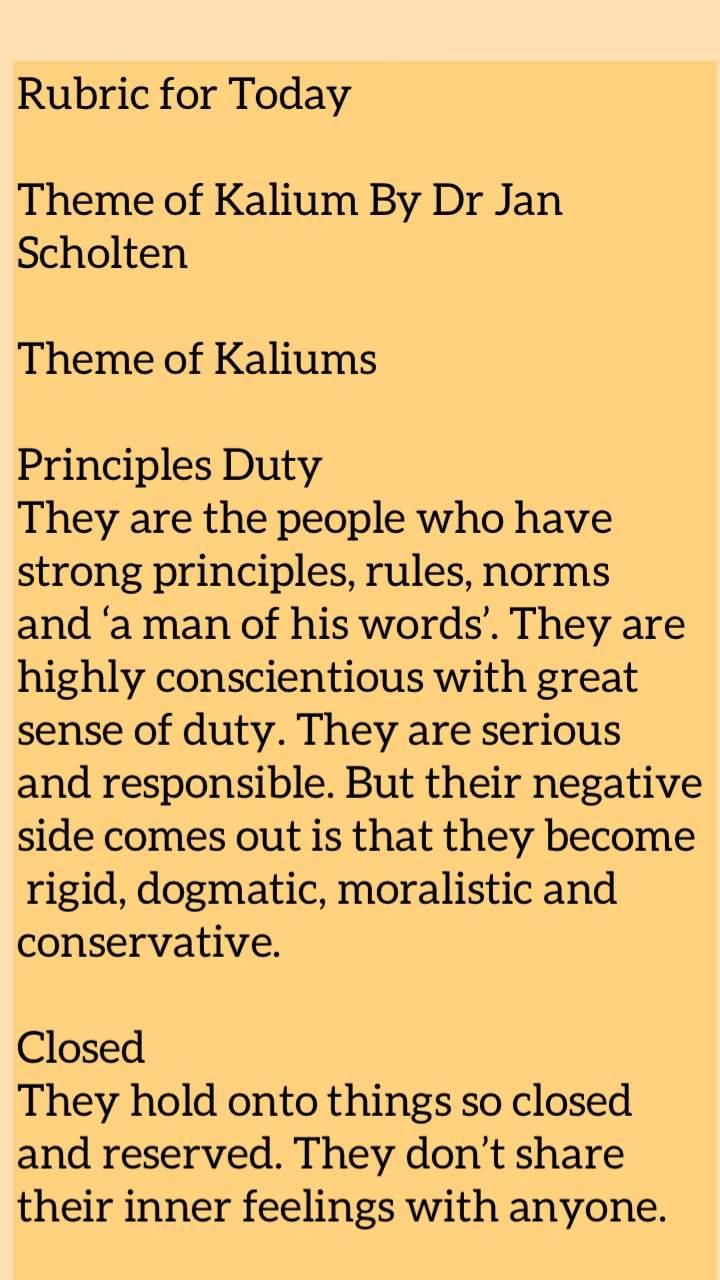 Rubric for Today
Theme of Kalium By Dr Jan
Scholten
Theme of Kaliums
Principles Duty
They are the people who have
strong principles, rules, norms
and ‘a man of his words’. They are
highly conscientious with great
sense of duty. They are serious
and responsible. But their negative
side comes out is that they become
rigid, dogmatic, moralistic and
conservative.
Closed
They hold onto things so closed
and reserved. They don’t share
their inner feelings with anyone.